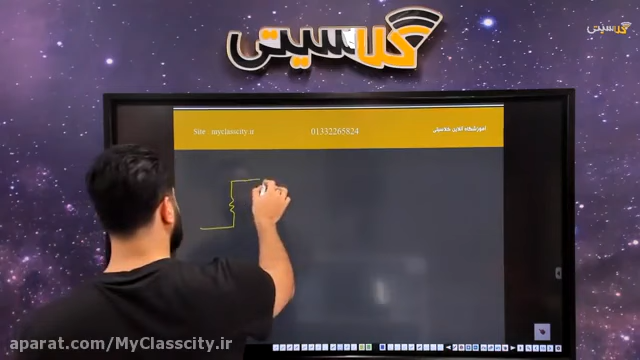 کلاسیتی
کلاسیتی
Site : myclasscity.ir
01332265824
آموزشگاه آنلاین کلاسیتی
aparat.com/MyClasscity.ir